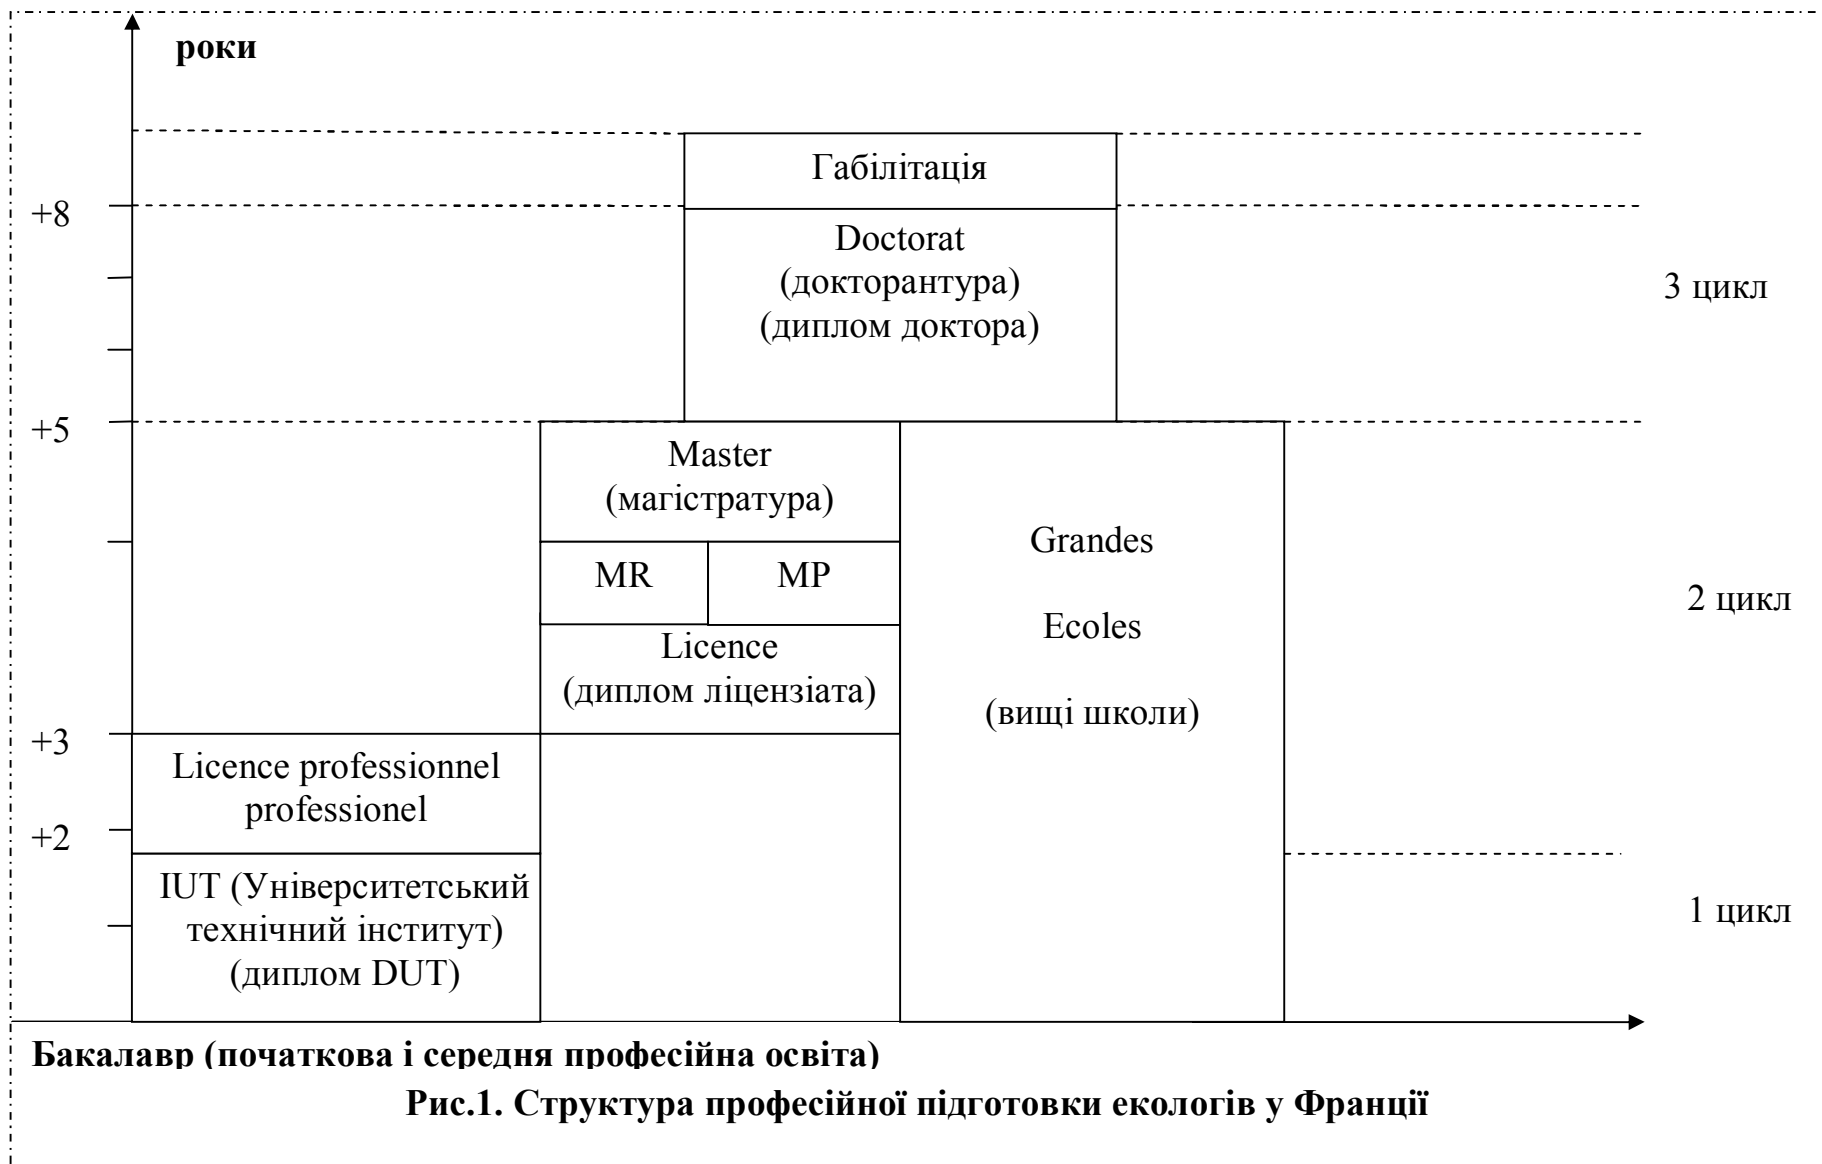 роки
Габілітація
+8
Doctorat
(докторантура)
(диплом доктора)
3 цикл
+5
Master
(магістратура)
MR
MP
Grandes
Ecoles
(вищі школи)
2 цикл
Licence
(диплом ліцензіата)
+3
Licence professionnel
professionel
+2
IUT (Університетський
технічний інститут)
(диплом DUT)
1 цикл
Бакалавр (початкова і середня професійна освіта)
Рис.1. Структура професійної підготовки екологів у Франції